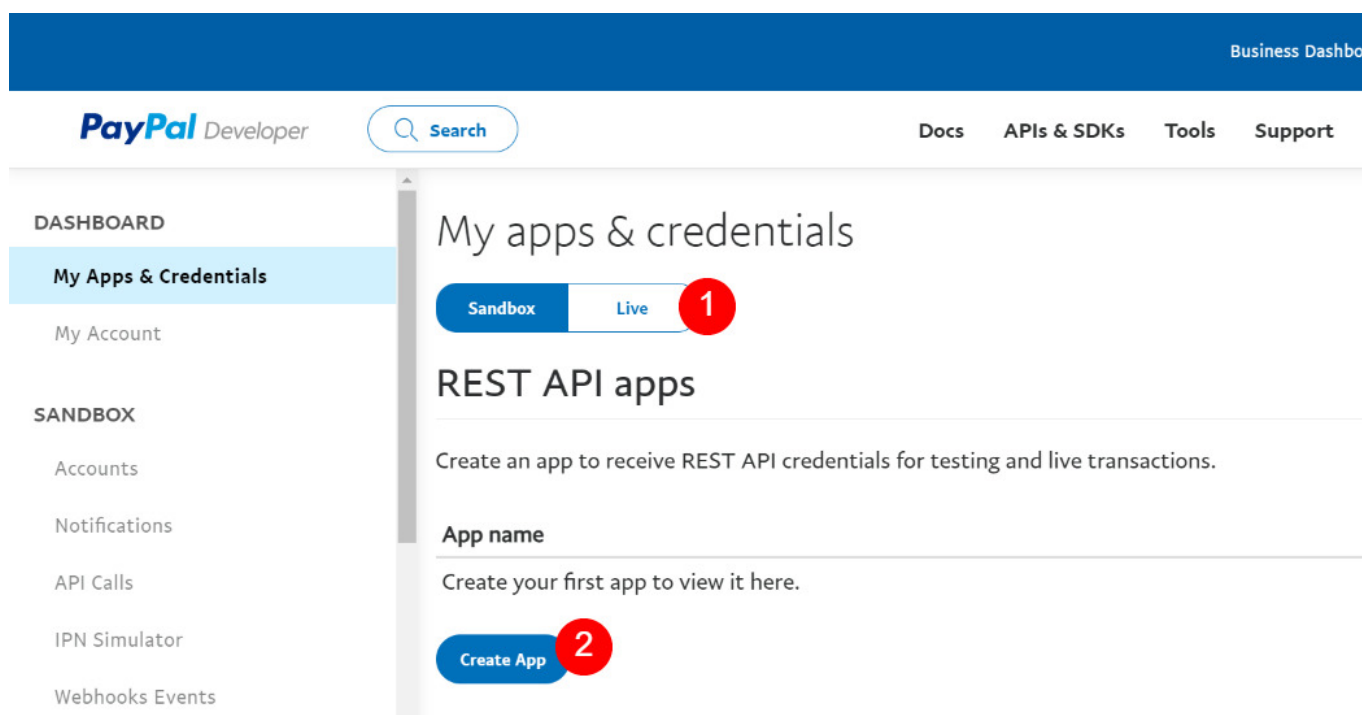 Business Dashbo
PayPal Developer
Search
Docs APIs & SDKs Tools Support
DASHBOARD
My Apps & Credentials
My Account
SANDBOX
Accounts
Notifications
API Calls
IPN Simulator
Webhooks Events
My apps & credentials
Sandbox Live 1
REST API apps
Create an app to receive REST API credentials for testing and live transactions.
App name
Create your first app to view it here.
Create App 2